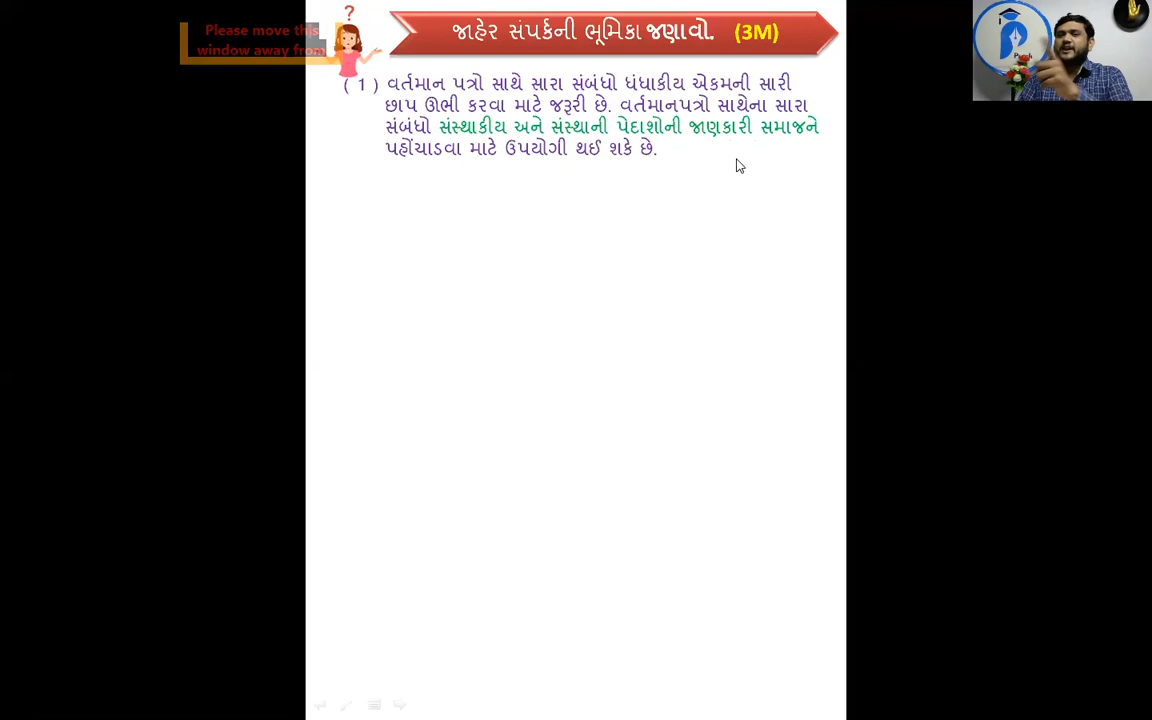 Please move this
window away from
?
જાહેર સંપર્કની ભૂમિકા જણાવો. (3M)
( 1 ) વર્તમાન પત્રો સાથે સારા સંબંધો ધંધાકીય એકમની સારી
છાપ ઊભી કરવા માટે જરૂરી છે. વર્તમાનપત્રો સાથેના સારા
સંબંધો સંસ્થાકીય અને સંસ્થાની પેદાશોની જાણકારી સમાજને
પહોંચાડવા માટે ઉપયોગી થઈ શકે છે.